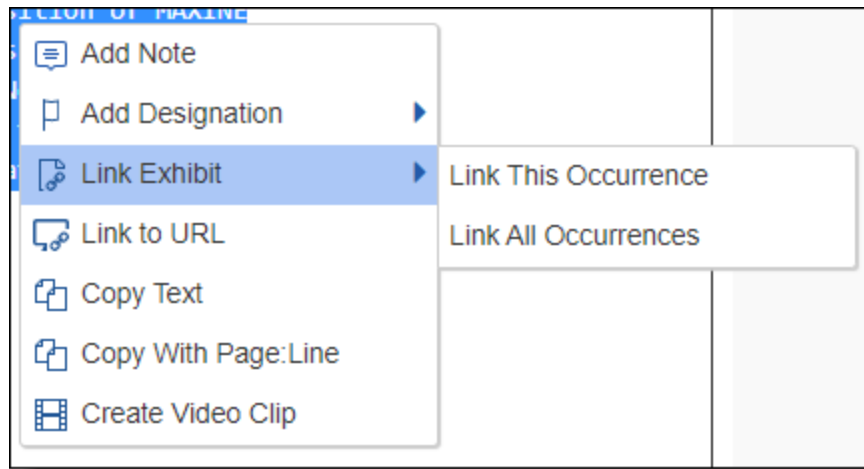 sition of MAXINE
Add Note
Add Designation
Link Exhibit
Link This Occurrence
Link to URL
Link All Occurrences
Copy Text
Copy With Page:Line
Create Video Clip